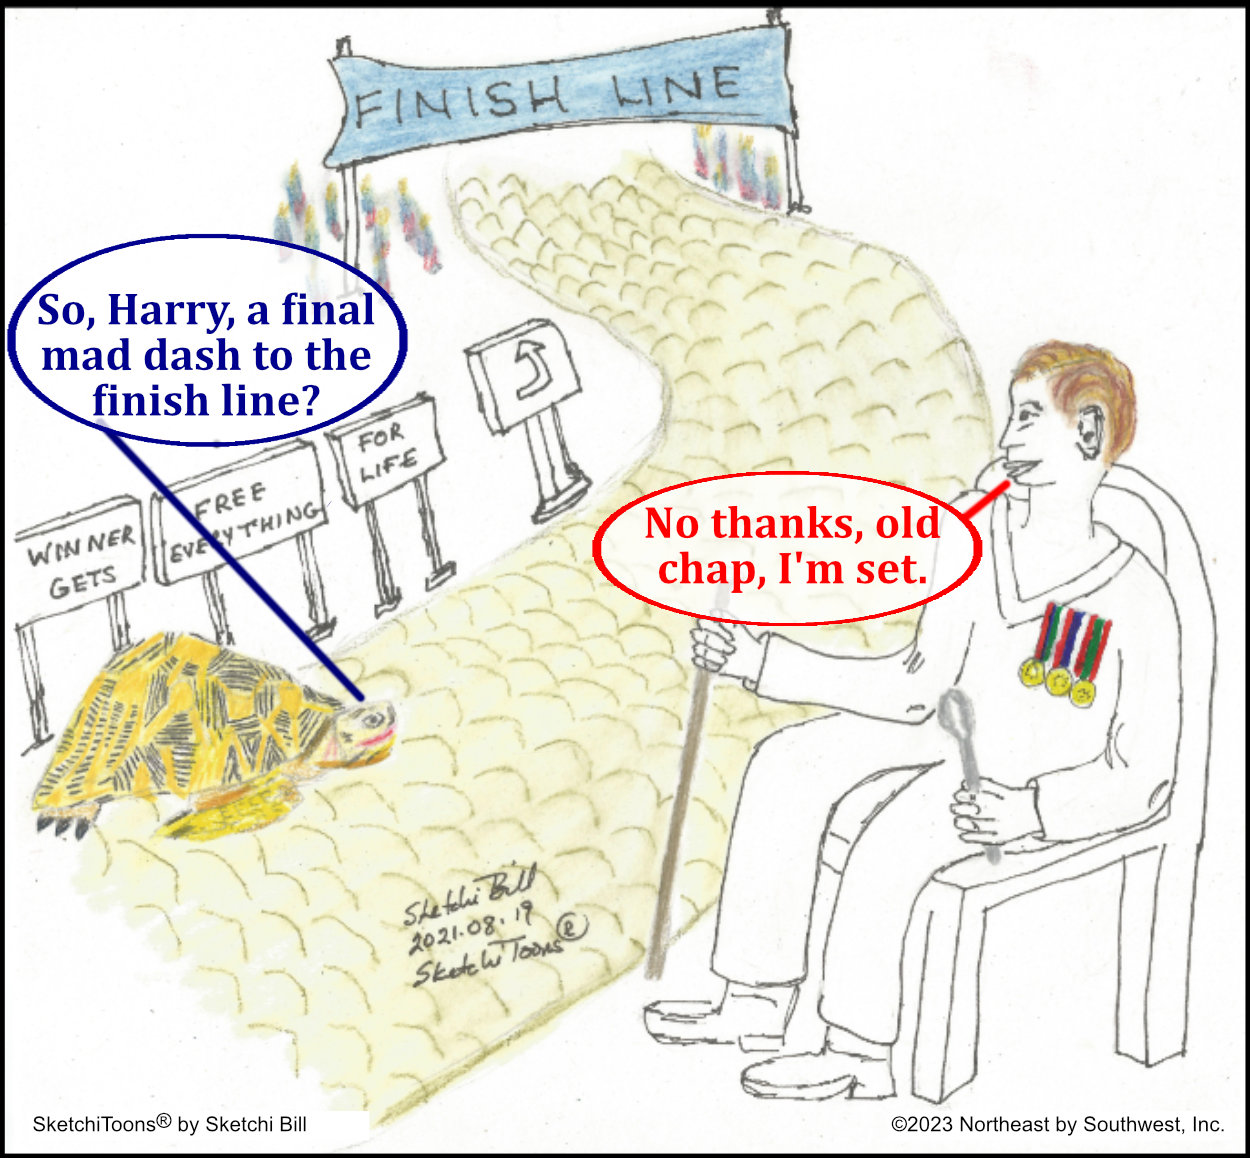 FINISH LINE
So, Harry, a final
mad dash to the
finish line?
WINNER
GETS
FREE
EVERYTHING
FOR
LIFE
No thanks, old
chap, I'm set.
Sketchi Bill
2021.08.19
SketchiToons®
SketchiToons® by Sketchi Bill
©2023 Northeast by Southwest, Inc.